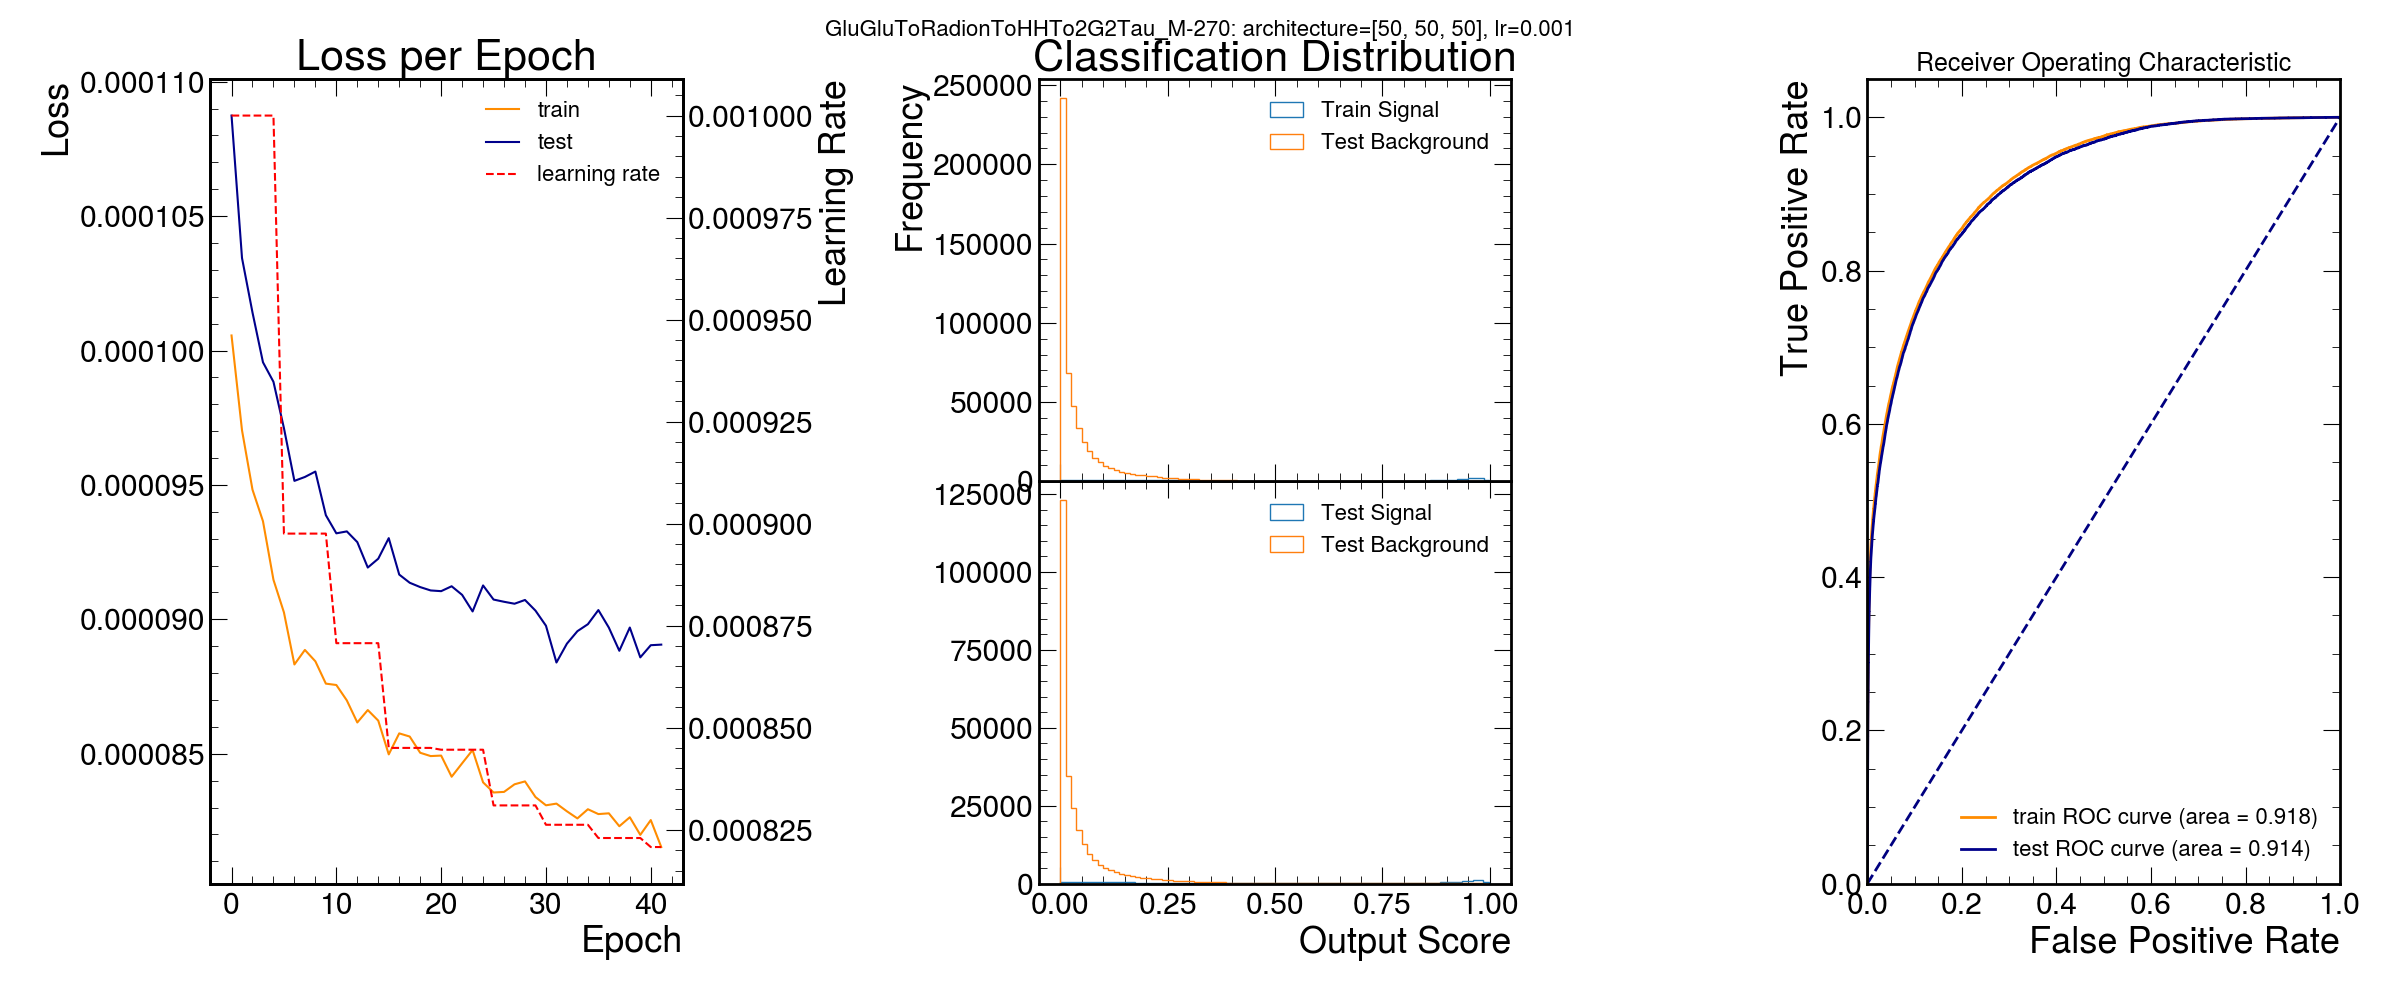 GluGluToRadionToHHTo2G2Tau_M-270: architecture=[50, 50, 50], lr=0.001
Loss per Epoch
Loss
0.000110
0.000105
0.000100
0.000095
0.000090
0.000085
train
test
learning rate
0.001000
0.000975
0.000950
0.000925
0.000900
0.000875
0.000850
0.000825
Learning Rate
0 10 20 30 40
Epoch
Classification Distribution
Frequency
250000
200000
150000
100000
50000
0
Train Signal
Test Background
125000
100000
75000
50000
25000
0
Test Signal
Test Background
0.00 0.25 0.50 0.75 1.00
Output Score
Receiver Operating Characteristic
True Positive Rate
1.0
0.8
0.6
0.4
0.2
0.0
train ROC curve (area = 0.918)
test ROC curve (area = 0.914)
0.0 0.2 0.4 0.6 0.8 1.0
False Positive Rate